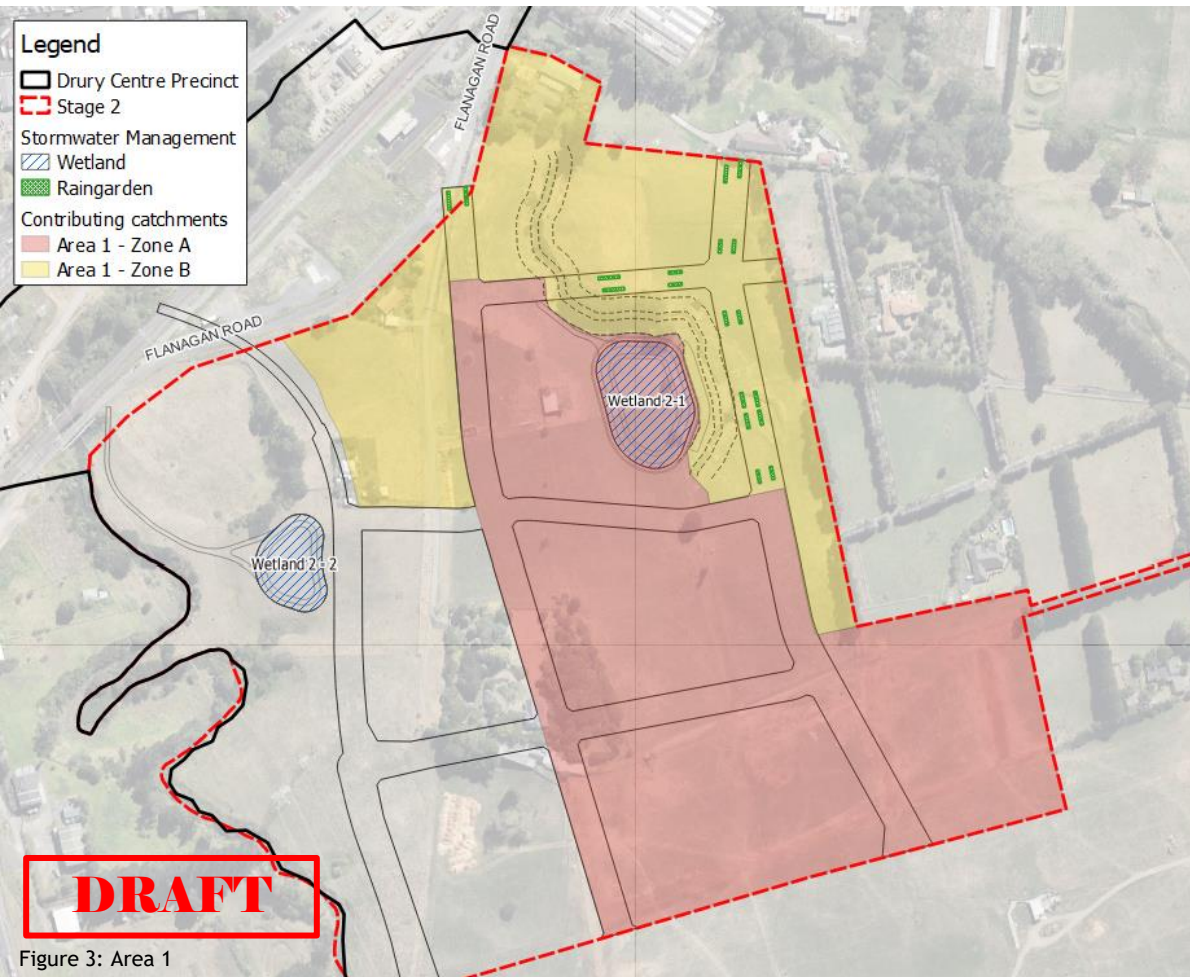 Legend
Drury Centre Precinct
Stage 2
Stormwater Management
Wetland
Raingarden
Contributing catchments
Area 1 - Zone A
Area 1 - Zone B
FLANAGAN ROAD
FLANAGAN ROAD
Wetland 2-1
Wetland 2 - 2
DRAFT
Figure 3: Area 1